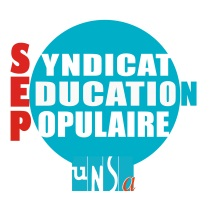 SYNDICAT
EDUCATION
POPULAIRE
uNSa